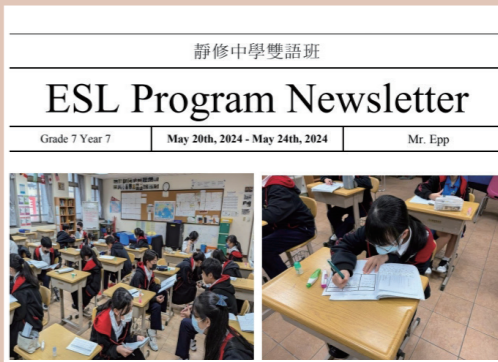 靜修中學雙語班
ESL Program Newsletter
Grade 7 Year 7
May 20th, 2024 - May 24th, 2024
Mr. Epp